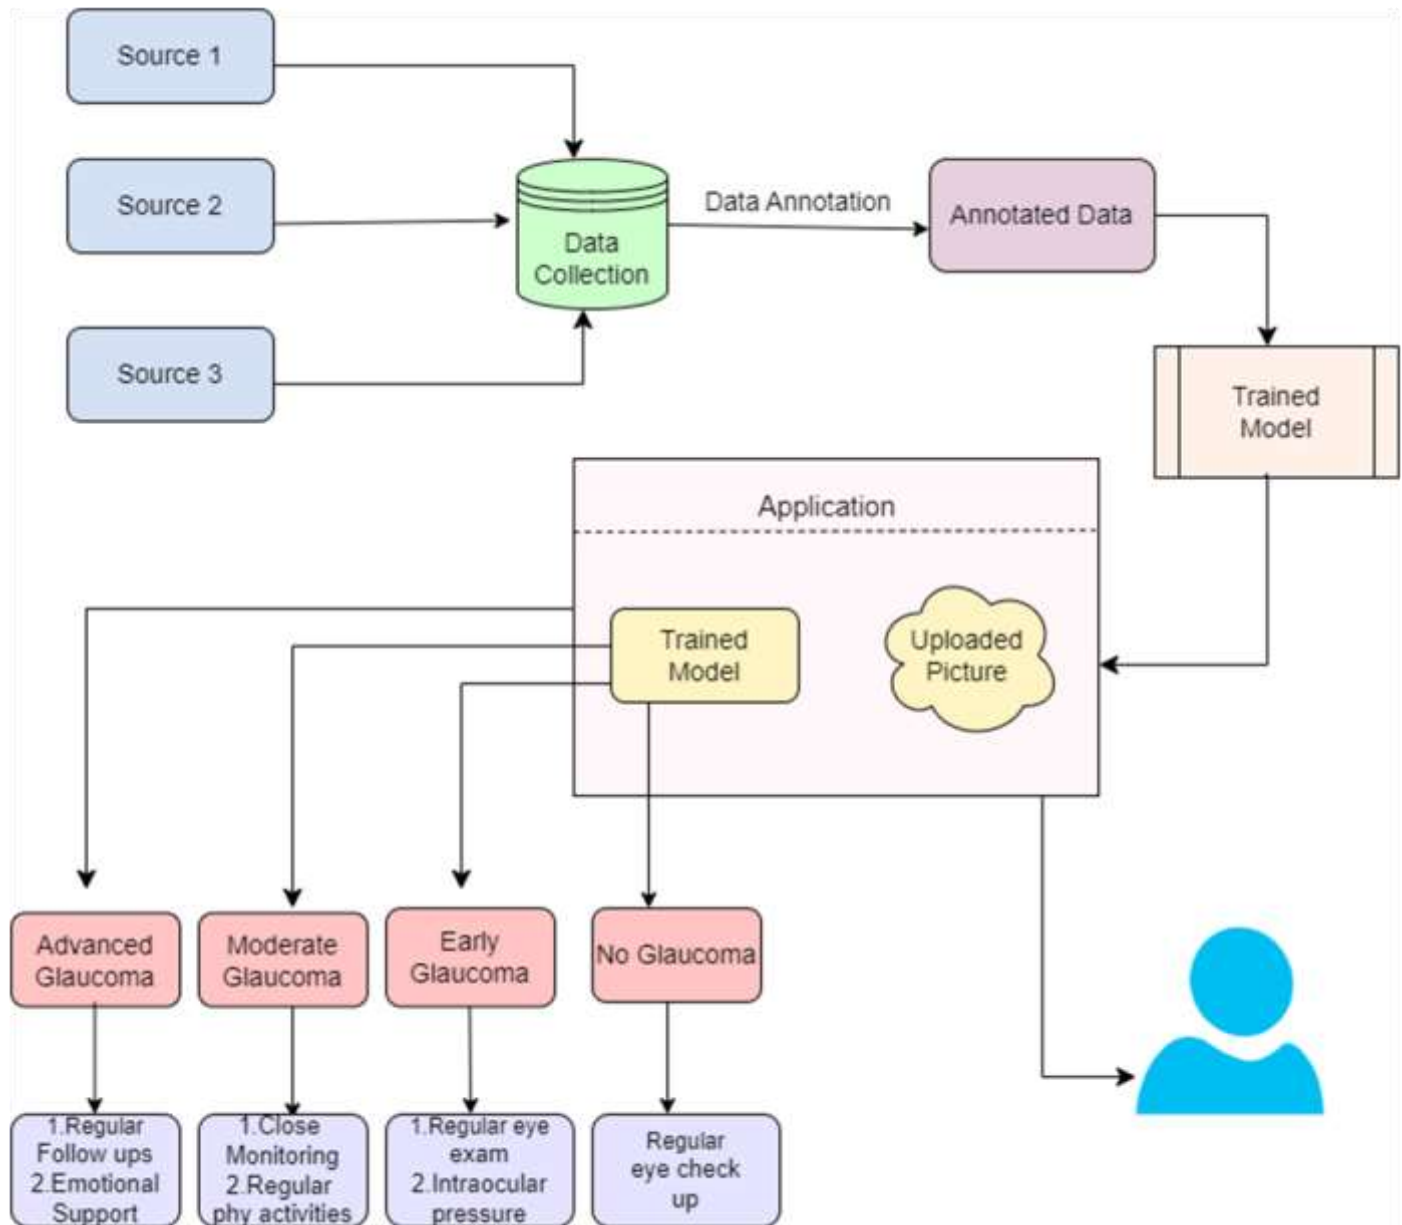 Source 1
Source 2
Data Annotation
Annotated Data
Data
Collection
Source 3
Trained
Model
Application
Trained
Model
Uploaded
Picture
Advanced
Glaucoma
Moderate
Glaucoma
Early
Glaucoma
No Glaucoma
1.Regular
Follow ups
2.Emotional
Support
1.Close
Monitoring
2.Regular
phy activities
1.Regular eye
exam
2.Intraocular
pressure
Regular
eye check
up